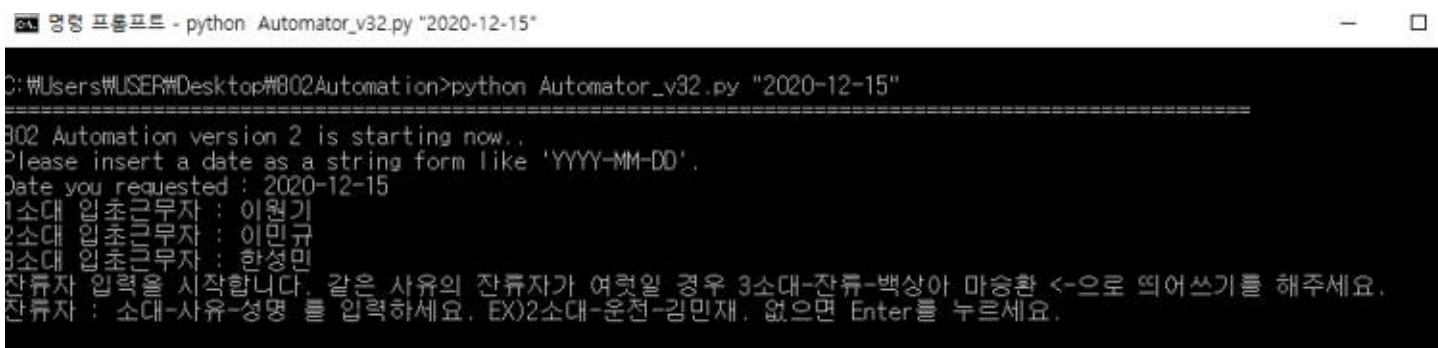 명령 프롬프트 - python Automator_v32.py "2020-12-15"
C:₩Users₩USER₩Desktop₩802Automation>python Automator_v32.py "2020-12-15"
================================================================================================
802 Automation version 2 is starting now..
Please insert a date as a string form like 'YYYY-MM-DD'.
Date you requested : 2020-12-15
1소대 입초근무자 : 이원기
2소대 입초근무자 : 이민규
3소대 입초근무자 : 한성민
잔류자 입력을 시작합니다. 같은 사유의 잔류자가 여럿일 경우 3소대-잔류-백상아 마승환 <-으로 띄어쓰기를 해주세요.
잔류자 : 소대-사유-성명 를 입력하세요. EX)2소대-운전-김민재. 없으면 Enter를 누르세요.